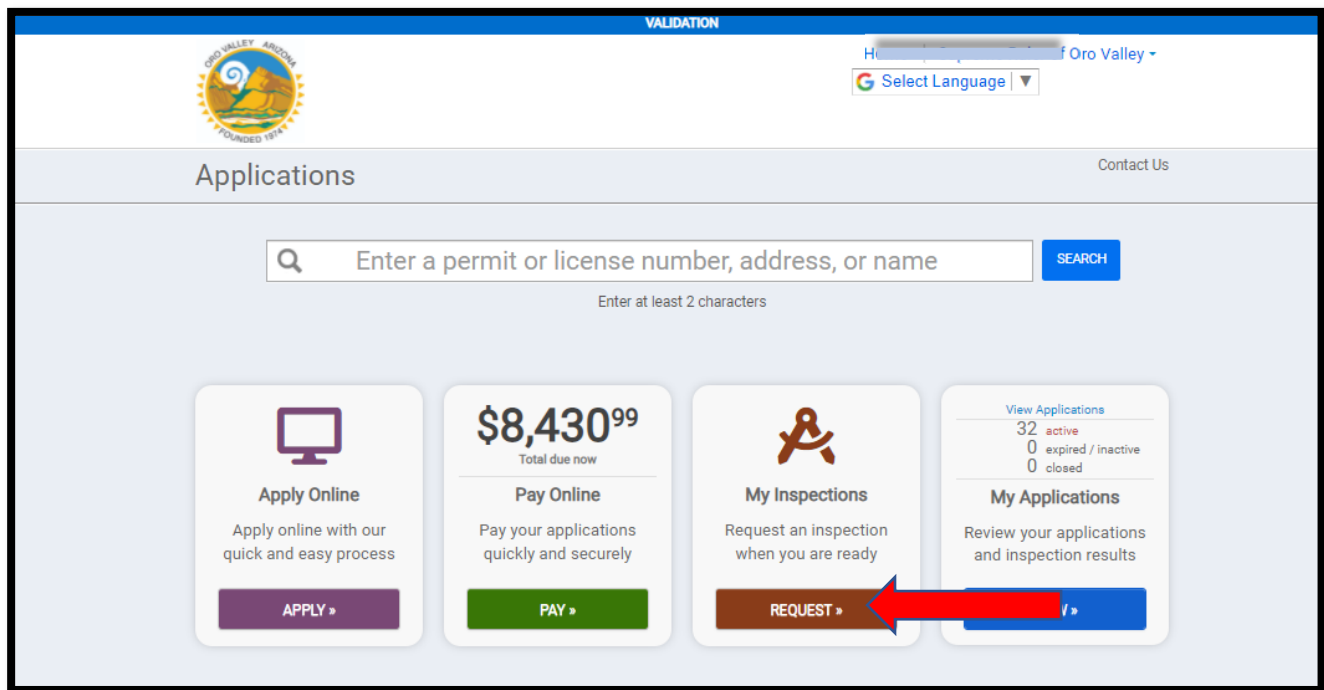 VALIDATION
ORO VALLEY ARIZONA
FOUNDED 1974
of Oro Valley
Select Language
Applications
Contact Us
Enter a permit or license number, address, or name
SEARCH
Enter at least 2 characters
Apply Online
Apply online with our
quick and easy process
APPLY »
$8,430 99
Total due now
Pay Online
Pay your applications
quickly and securely
PAY »
My Inspections
Request an inspection
when you are ready
REQUEST »
View Applications
32 active
0 expired / inactive
0 closed
My Applications
Review your applications
and inspection results
»